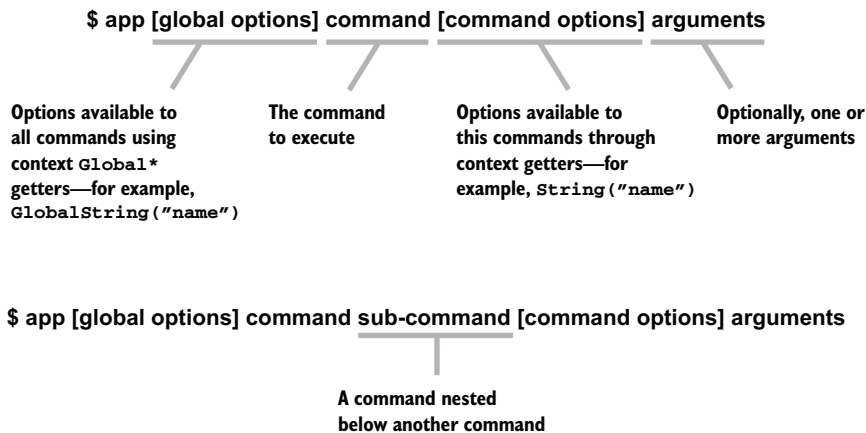 $ app [global options] command [command options] arguments
Options available to
all commands using
context Global*
getters—for example,
GlobalString("name")
The command
to execute
Options available to
this commands through
context getters—for
example, String("name")
Optionally, one or
more arguments
$ app [global options] command sub-command [command options] arguments
A command nested
below another command